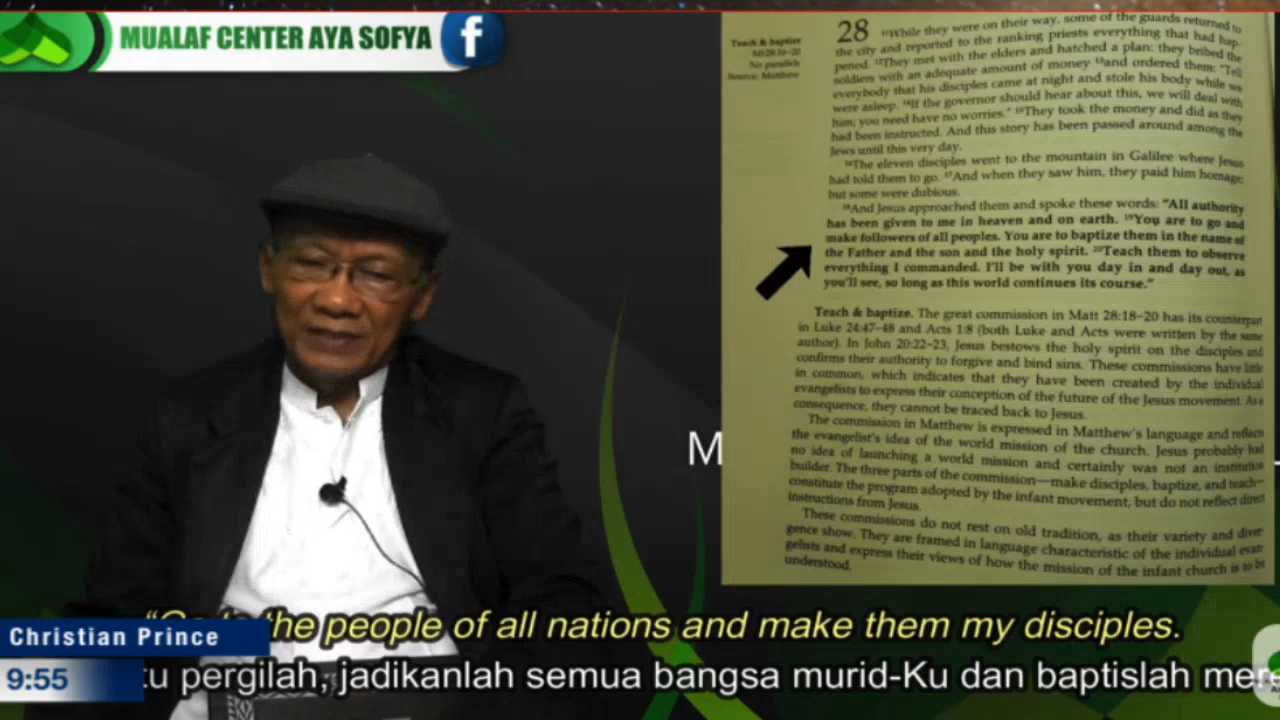 MUALAF CENTER AYA SOFYA
f
Teach & baptize
Mt28:16-20
No parallels
Source: Matthew
28 ¹¹While they were on their way, some of the guards returned to
the city and reported to the ranking priests everything that had hap-
pened. ¹²They met with the elders and hatched a plan: they bribed the
soldiers with an adequate amount of money ¹³and ordered them: "Tell
everybody that his disciples came at night and stole his body while we
were asleep. ¹⁴If the governor should hear about this, we will deal with
him; you need have no worries." ¹⁵They took the money and did as they
had been instructed. And this story has been passed around among the
Jews until this very day.
¹⁶The eleven disciples went to the mountain in Galilee where Jesus
had told them to go. ¹⁷And when they saw him, they paid him homage;
but some were dubious.
¹⁸And Jesus approached them and spoke these words: "All authority
has been given to me in heaven and on earth. ¹⁹You are to go and
make followers of all peoples. You are to baptize them in the name of
the Father and the son and the holy spirit. ²⁰Teach them to observe
everything I commanded. I'll be with you day in and day out, as
you'll see, so long as this world continues its course."
Teach & baptize. The great commission in Matt 28:18-20 has its counterpart
in Luke 24:47-48 and Acts 1:8 (both Luke and Acts were written by the same
author). In John 20:22-23, Jesus bestows the holy spirit on the disciples and
confirms their authority to forgive and bind sins. These commissions have little
in common, which indicates that they have been created by the individual
evangelists to express their conception of the future of the Jesus movement. As a
consequence, they cannot be traced back to Jesus.
The commission in Matthew is expressed in Matthew's language and reflects
the evangelist's idea of the world mission of the church. Jesus probably had
no idea of launching a world mission and certainly was not an institution
builder. The three parts of the commission—make disciples, baptize, and teach—
constitute the program adopted by the infant movement, but do not reflect direct
instructions from Jesus.
These commissions do not rest on old tradition, as their variety and diver-
gence show. They are framed in language characteristic of the individual evan-
gelists and express their views of how the mission of the infant church is to be
understood.
M
"Go to the people of all nations and make them my disciples.
Christian Prince
tu pergilah, jadikanlah semua bangsa murid-Ku dan baptislah mere
9:55